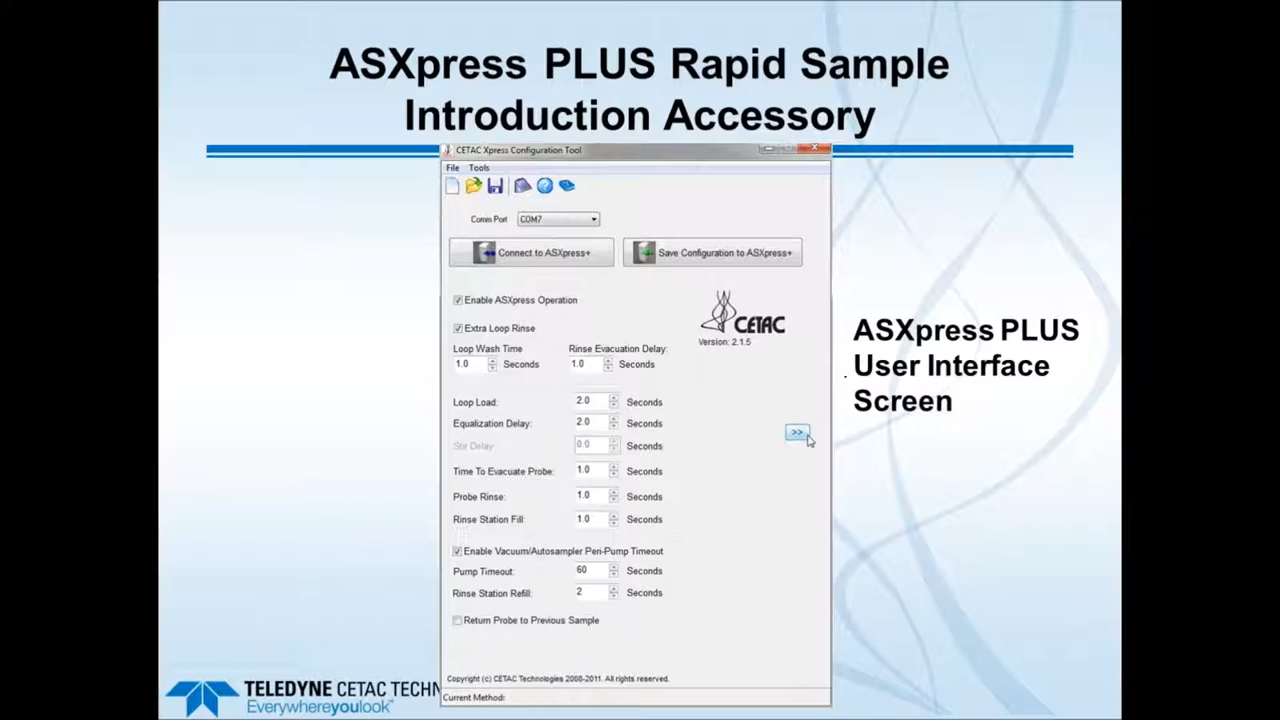 ASXpress PLUS Rapid Sample
Introduction Accessory
CETAC Xpress Configuration Tool
File Tools
Comm Port COM7
Connect to ASXpress+ Save Configuration to ASXpress+
Enable ASXpress Operation
Extra Loop Rinse
CETAC
Version: 2.1.5
Loop Wash Time Rinse Evacuation Delay:
1.0 Seconds 1.0 Seconds
Loop Load: 2.0 Seconds
Equalization Delay: 2.0 Seconds
Stir Delay: 0.0 Seconds
Time To Evacuate Probe: 1.0 Seconds
Probe Rinse: 1.0 Seconds
Rinse Station Fill: 1.0 Seconds
>>
Enable Vacuum/Autosampler Peri-Pump Timeout
Pump Timeout: 60 Seconds
Rinse Station Refill: 2 Seconds
Return Probe to Previous Sample
Copyright (c) CETAC Technologies 2008-2011. All rights reserved.
Current Method:
ASXpress PLUS
User Interface
Screen
TELEDYNE CETAC TECHN
Everywhereyoulook™